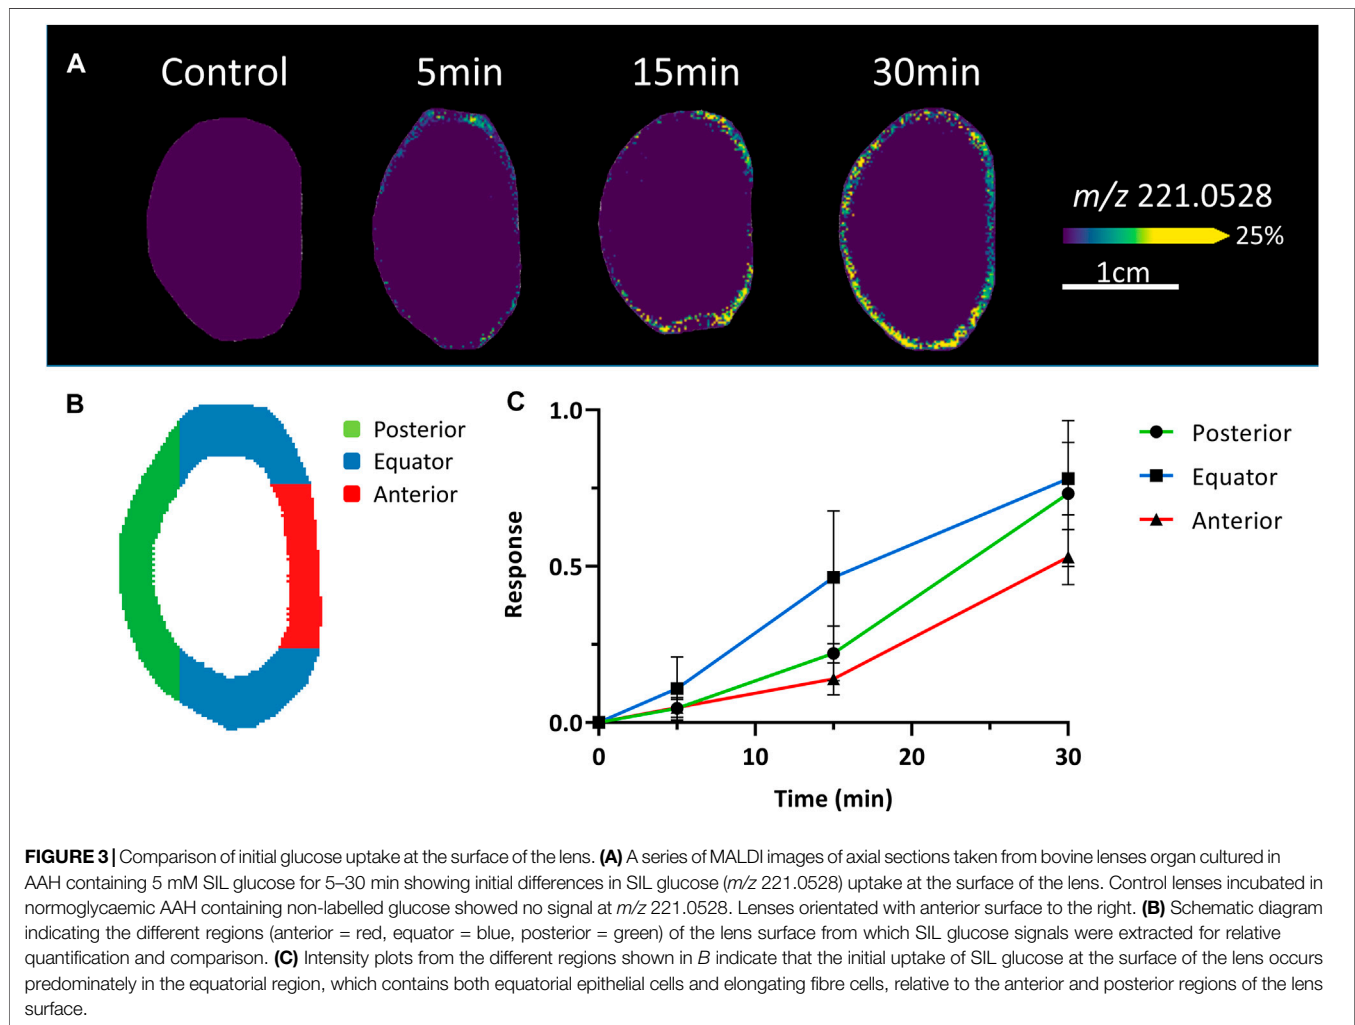 A
Control 5min 15min 30min
m/z 221.0528
25%
1cm
B
Posterior
Equator
Anterior
C
1.0
0.5
0.0
Response
0 10 20 30
Time (min)
Posterior
Equator
Anterior
FIGURE 3 | Comparison of initial glucose uptake at the surface of the lens. (A) A series of MALDI images of axial sections taken from bovine lenses organ cultured in
AAH containing 5 mM SIL glucose for 5–30 min showing initial differences in SIL glucose (m/z 221.0528) uptake at the surface of the lens. Control lenses incubated in
normoglycaemic AAH containing non-labelled glucose showed no signal at m/z 221.0528. Lenses orientated with anterior surface to the right. (B) Schematic diagram
indicating the different regions (anterior = red, equator = blue, posterior = green) of the lens surface from which SIL glucose signals were extracted for relative
quantification and comparison. (C) Intensity plots from the different regions shown in B indicate that the initial uptake of SIL glucose at the surface of the lens occurs
predominately in the equatorial region, which contains both equatorial epithelial cells and elongating fibre cells, relative to the anterior and posterior regions of the lens
surface.